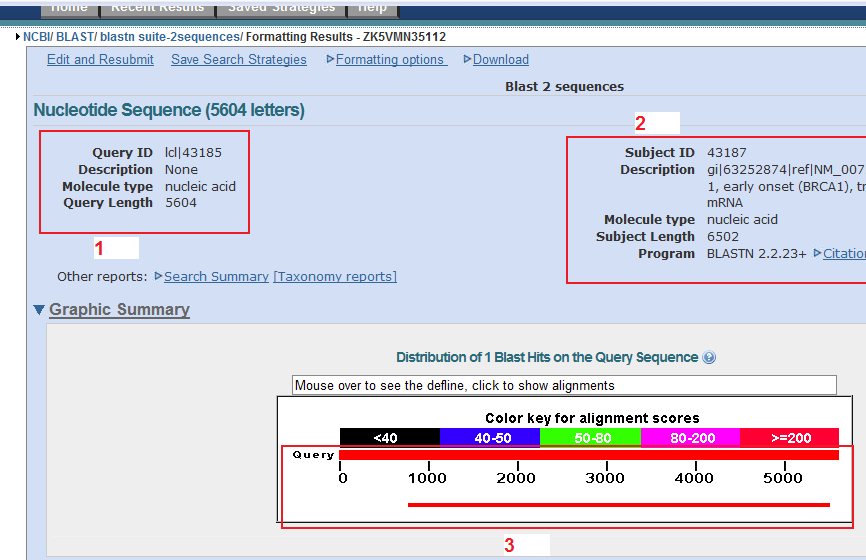 Home Recent Results Saved Strategies Help
NCBI/ BLAST/ blastn suite-2sequences/ Formatting Results - ZK5VMN35112
Edit and Resubmit Save Search Strategies Formatting options Download
Blast 2 sequences
Nucleotide Sequence (5604 letters)
2
Query ID lcl|43185
Description None
Molecule type nucleic acid
Query Length 5604
1
Subject ID 43187
Description gi|63252874|ref|NM_007
1, early onset (BRCA1), tr
mRNA
Molecule type nucleic acid
Subject Length 6502
Program BLASTN 2.2.23+ Citatio
Other reports: Search Summary [Taxonomy reports]
Graphic Summary
Distribution of 1 Blast Hits on the Query Sequence ?
Mouse over to see the defline, click to show alignments
Color key for alignment scores
<40 40-50 50-80 80-200 >=200
Query
0 1000 2000 3000 4000 5000
3